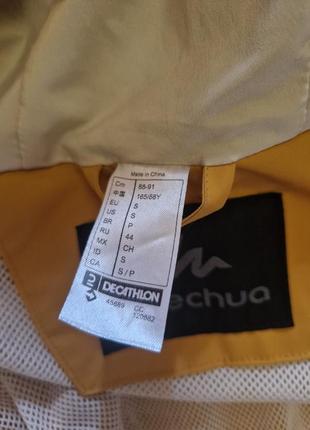 Made in China
Cm 88-91
中国 165/88Y
EU S
US S
BR P
RU 44
MX CH
ID S
CA S / P
DECATHLON
45689 CC: 120882
echua